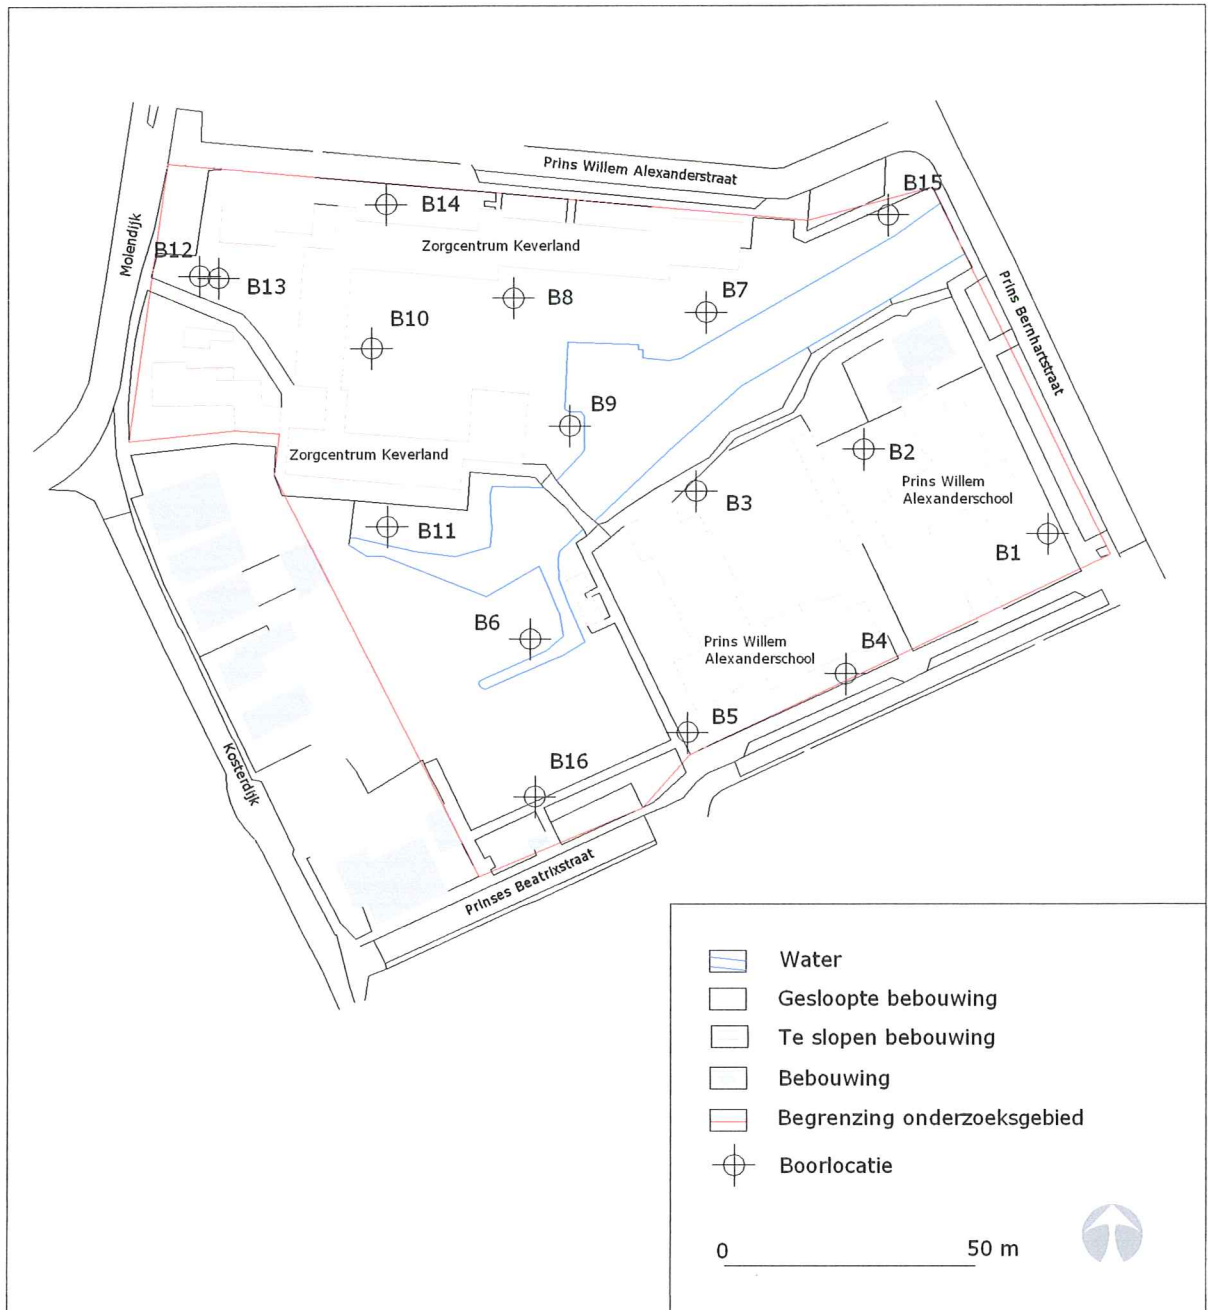 Prins Willem Alexanderstraat
B15
B14
Molendijk
Zorgcentrum Keverland
B12
B13
B8
B7
Prins Bernhartstraat
B10
B9
B2
Zorgcentrum Keverland
Prins Willem
Alexanderschool
B3
B11
B1
B6
Prins Willem
Alexanderschool
B4
B5
Kosterdijk
B16
Prinses Beatrixstraat
Water
Gesloopte bebouwing
Te slopen bebouwing
Bebouwing
Begrenzing onderzoeksgebied
Boorlocatie
0 50 m